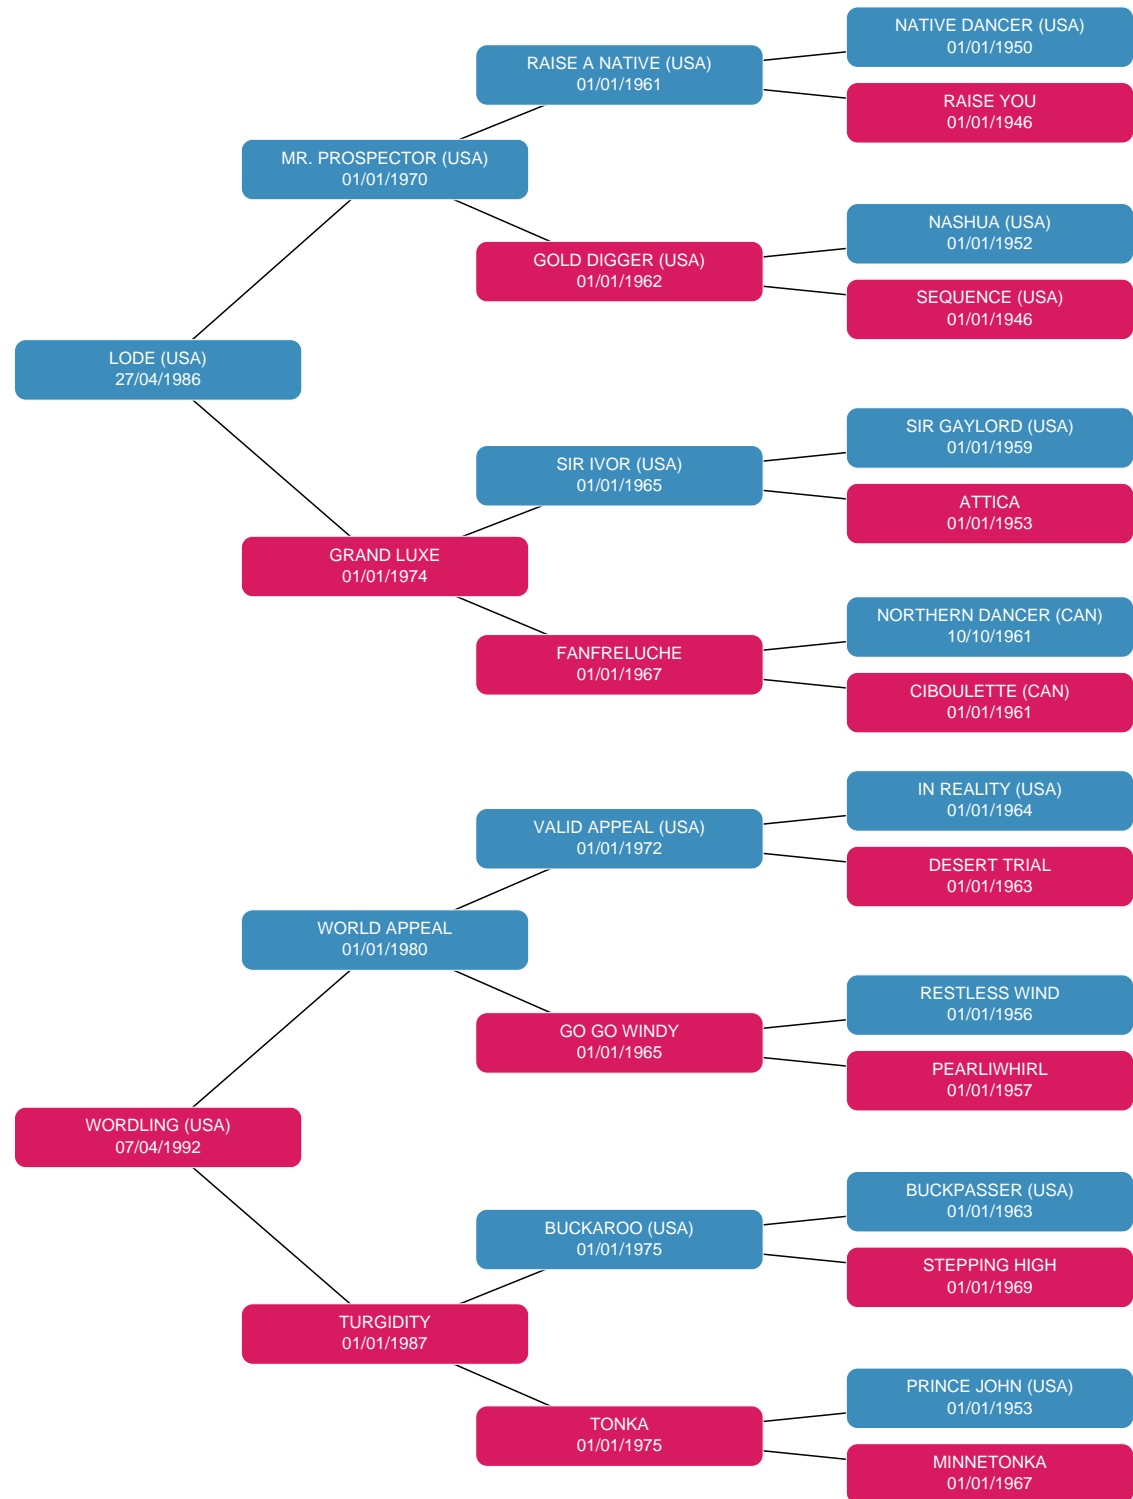 NATIVE DANCER (USA)
01/01/1950
RAISE A NATIVE (USA)
01/01/1961
RAISE YOU
01/01/1946
MR. PROSPECTOR (USA)
01/01/1970
NASHUA (USA)
01/01/1952
GOLD DIGGER (USA)
01/01/1962
SEQUENCE (USA)
01/01/1946
LODE (USA)
27/04/1986
SIR GAYLORD (USA)
01/01/1959
SIR IVOR (USA)
01/01/1965
ATTICA
01/01/1953
GRAND LUXE
01/01/1974
NORTHERN DANCER (CAN)
10/10/1961
FANFRELUCHE
01/01/1967
CIBOULETTE (CAN)
01/01/1961
IN REALITY (USA)
01/01/1964
VALID APPEAL (USA)
01/01/1972
DESERT TRIAL
01/01/1963
WORLD APPEAL
01/01/1980
RESTLESS WIND
01/01/1956
GO GO WINDY
01/01/1965
PEARLIWHIRL
01/01/1957
WORDLING (USA)
07/04/1992
BUCKPASSER (USA)
01/01/1963
BUCKAROO (USA)
01/01/1975
STEPPING HIGH
01/01/1969
TURGIDITY
01/01/1987
PRINCE JOHN (USA)
01/01/1953
TONKA
01/01/1975
MINNETONKA
01/01/1967